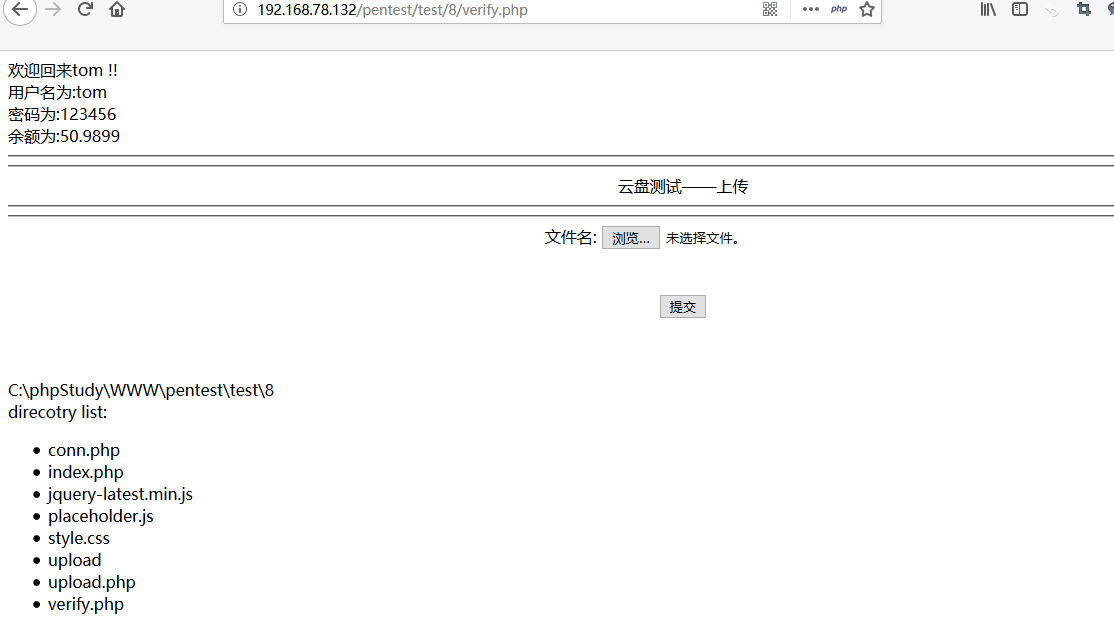 192.168.78.132/pentest/test/8/verify.php
php
欢迎回来tom !!
用户名为:tom
密码为:123456
余额为:50.9899
云盘测试——上传
文件名: 浏览... 未选择文件。
提交
C:\phpStudy\WWW\pentest\test\8
direcotry list:
conn.php
index.php
jquery-latest.min.js
placeholder.js
style.css
upload
upload.php
verify.php